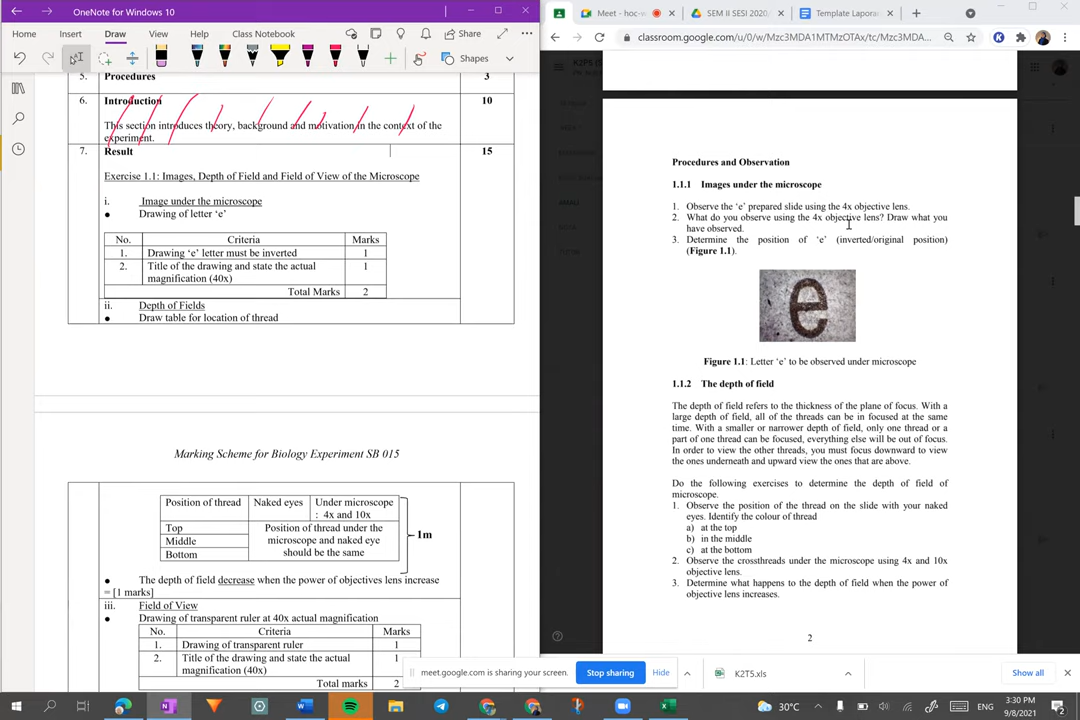 OneNote for Windows 10
Home Insert Draw View Help Class Notebook Share
Shapes
5. Procedures 3
6. Introduction 10
This section introduces theory, background and motivation in the context of the
experiment.
7. Result 15
Exercise 1.1: Images, Depth of Field and Field of View of the Microscope
i. Image under the microscope
● Drawing of letter ‘e’
No. Criteria Marks
1. Drawing ‘e’ letter must be inverted 1
2. Title of the drawing and state the actual 1
magnification (40x)
Total Marks 2
ii. Depth of Fields
● Draw table for location of thread
Marking Scheme for Biology Experiment SB 015
Position of thread Naked eyes Under microscope
: 4x and 10x
Top Position of thread under the
Middle microscope and naked eye
Bottom should be the same
1m
● The depth of field decrease when the power of objectives lens increase
= [1 marks]
iii. Field of View
● Drawing of transparent ruler at 40x actual magnification
No. Criteria Marks
1. Drawing of transparent ruler 1
2. Title of the drawing and state the actual 1
magnification (40x)
Total marks 2
Meet - hoc-w
SEM II SESI 2020/
Template Lapora
classroom.google.com/u/0/w/Mzc3MDA1MTMzOTAx/tc/Mzc3MDA...
Procedures and Observation
1.1.1 Images under the microscope
1. Observe the ‘e’ prepared slide using the 4x objective lens.
2. What do you observe using the 4x objective lens? Draw what you
have observed.
3. Determine the position of ‘e’ (inverted/original position)
(Figure 1.1).
e
Figure 1.1: Letter ‘e’ to be observed under microscope
1.1.2 The depth of field
The depth of field refers to the thickness of the plane of focus. With a
large depth of field, all of the threads can be in focused at the same
time. With a smaller or narrower depth of field, only one thread or a
part of one thread can be focused, everything else will be out of focus.
In order to view the other threads, you must focus downward to view
the ones underneath and upward view the ones that are above.
Do the following exercises to determine the depth of field of
microscope.
1. Observe the position of the thread on the slide with your naked
eyes. Identify the colour of thread
a) at the top
b) in the middle
c) at the bottom
2. Observe the crossthreads under the microscope using 4x and 10x
objective lens.
3. Determine what happens to the depth of field when the power of
objective lens increases.
2
meet.google.com is sharing your screen.
Stop sharing
Hide
K2T5.xls
Show all
30°C
ENG
3:30 PM
9/8/2021